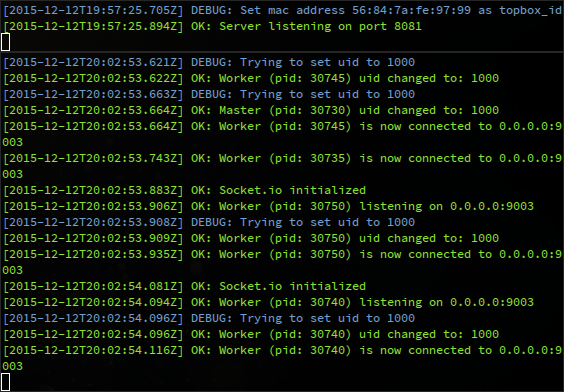 [2015-12-12T19:57:25.705Z] DEBUG: Set mac address 56:84:7a:fe:97:99 as topbox_id
[2015-12-12T19:57:25.894Z] OK: Server listening on port 8081
[2015-12-12T20:02:53.621Z] DEBUG: Trying to set uid to 1000
[2015-12-12T20:02:53.622Z] OK: Worker (pid: 30745) uid changed to: 1000
[2015-12-12T20:02:53.663Z] DEBUG: Trying to set uid to 1000
[2015-12-12T20:02:53.664Z] OK: Master (pid: 30730) uid changed to: 1000
[2015-12-12T20:02:53.664Z] OK: Worker (pid: 30745) is now connected to 0.0.0.0:9
003
[2015-12-12T20:02:53.743Z] OK: Worker (pid: 30735) is now connected to 0.0.0.0:9
003
[2015-12-12T20:02:53.883Z] OK: Socket.io initialized
[2015-12-12T20:02:53.906Z] OK: Worker (pid: 30750) listening on 0.0.0.0:9003
[2015-12-12T20:02:53.908Z] DEBUG: Trying to set uid to 1000
[2015-12-12T20:02:53.909Z] OK: Worker (pid: 30750) uid changed to: 1000
[2015-12-12T20:02:53.935Z] OK: Worker (pid: 30750) is now connected to 0.0.0.0:9
003
[2015-12-12T20:02:54.081Z] OK: Socket.io initialized
[2015-12-12T20:02:54.094Z] OK: Worker (pid: 30740) listening on 0.0.0.0:9003
[2015-12-12T20:02:54.096Z] DEBUG: Trying to set uid to 1000
[2015-12-12T20:02:54.096Z] OK: Worker (pid: 30740) uid changed to: 1000
[2015-12-12T20:02:54.116Z] OK: Worker (pid: 30740) is now connected to 0.0.0.0:9
003